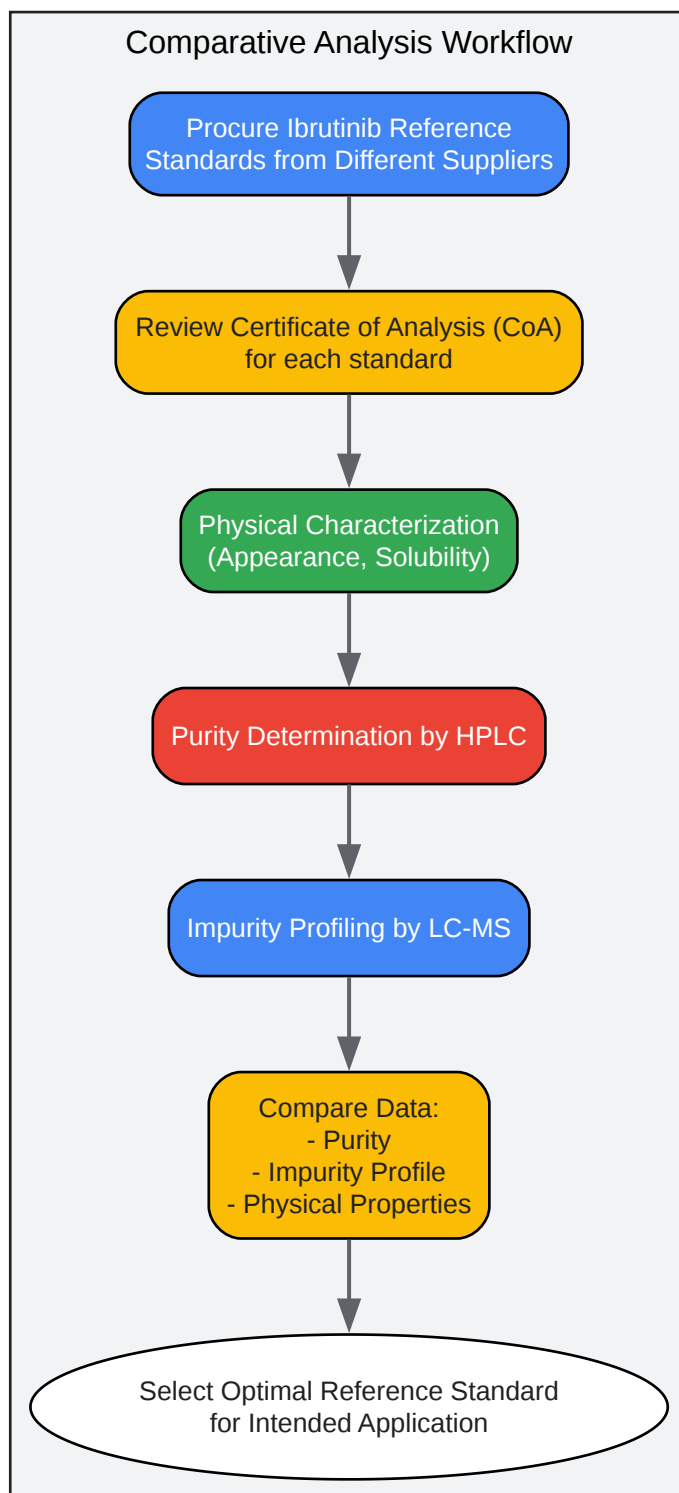 Comparative Analysis Workflow
Procure Ibrutinib Reference
Standards from Different Suppliers
Review Certificate of Analysis (CoA)
for each standard
Physical Characterization
(Appearance, Solubility)
Purity Determination by HPLC
Impurity Profiling by LC-MS
Compare Data:
- Purity
- Impurity Profile
- Physical Properties
Select Optimal Reference Standard
for Intended Application